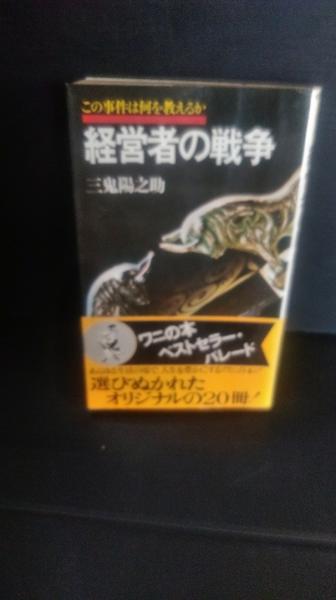 この事件は何を教えるか
経営者の戦争
三鬼陽之助
ワニの本
ベストセラー・
パレード
選びぬかれた
オリジナルの20冊!